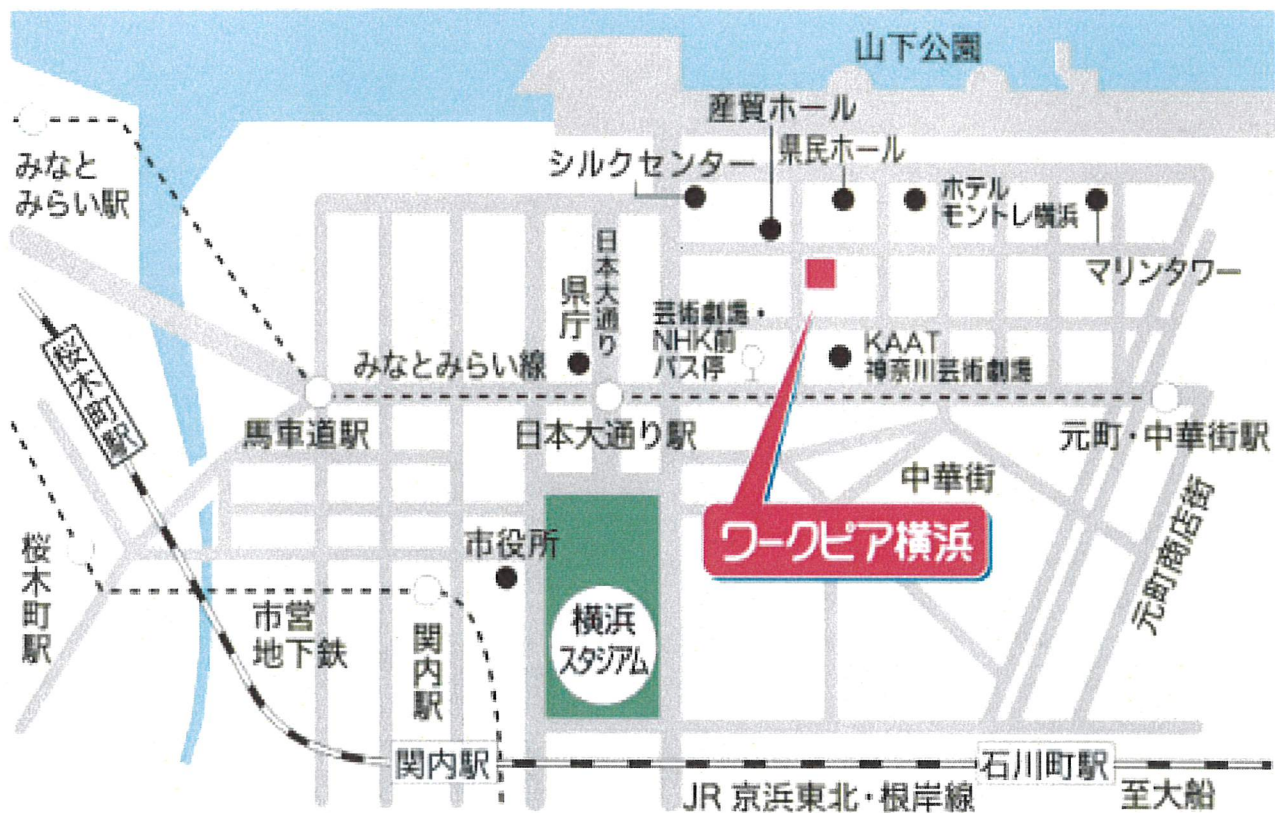 山下公園
産貿ホール
県民ホール
シルクセンター
みなと
みらい駅
ホテル
モントレ横浜
マリンタワー
日本大通り
県庁
芸術劇場・
NHK前
バス停
KAAT
神奈川芸術劇場
みなとみらい線
桜木町駅
馬車道駅
日本大通り駅
元町・中華街駅
中華街
ワークピア横浜
元町商店街
市役所
桜木町駅
市営
地下鉄
関内駅
横浜
スタジアム
関内駅
石川町駅
JR 京浜東北・根岸線
至大船